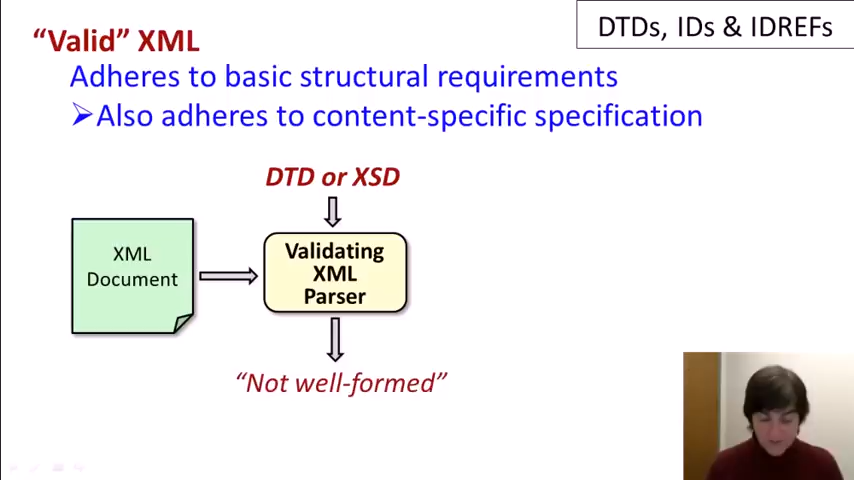 DTDs, IDs & IDREFs
“Valid” XML
Adheres to basic structural requirements
➢Also adheres to content-specific specification
DTD or XSD
XML
Document
Validating
XML
Parser
“Not well-formed”